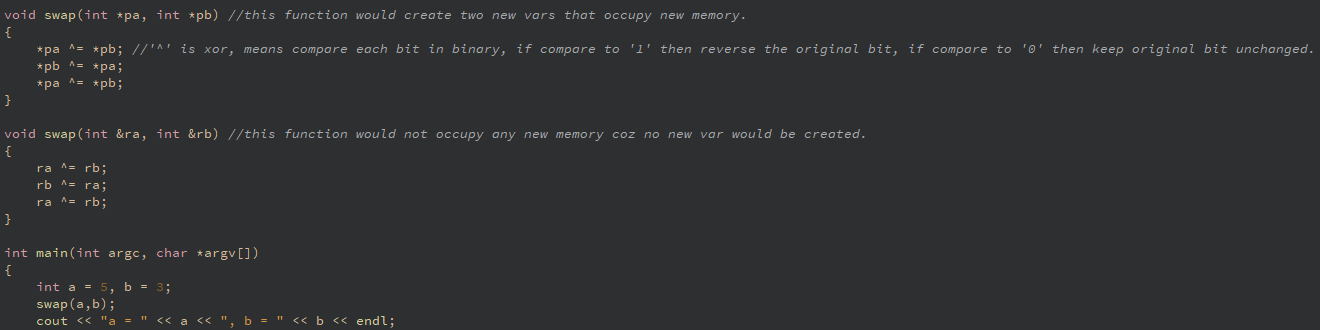 void swap(int *pa, int *pb) //this function would create two new vars that occupy new memory.
{
    *pa ^= *pb; //'^' is xor, means compare each bit in binary, if compare to '1' then reverse the original bit, if compare to '0' then keep original bit unchanged.
    *pb ^= *pa;
    *pa ^= *pb;
}

void swap(int &ra, int &rb) //this function would not occupy any new memory coz no new var would be created.
{
    ra ^= rb;
    rb ^= ra;
    ra ^= rb;
}

int main(int argc, char *argv[])
{
    int a = 5, b = 3;
    swap(a,b);
    cout << "a = " << a << ", b = " << b << endl;